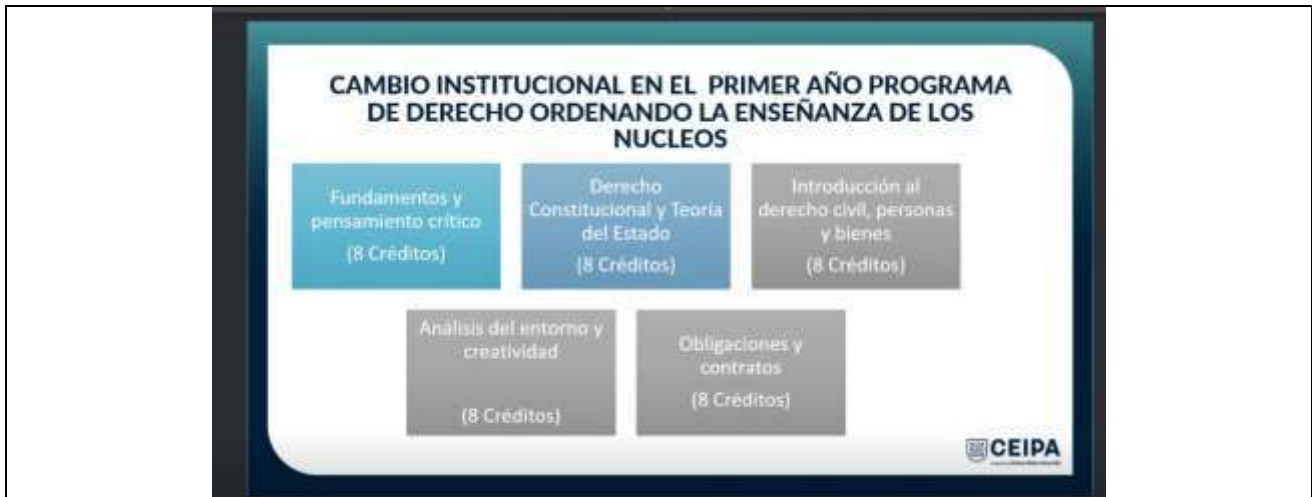 CAMBIO INSTITUCIONAL EN EL PRIMER AÑO PROGRAMA
DE DERECHO ORDENANDO LA ENSEÑANZA DE LOS
NUCLEOS
Fundamentos y
pensamiento crítico
(8 Créditos)
Derecho
Constitucional y Teoría
del Estado
(8 Créditos)
Introducción al
derecho civil, personas
y bienes
(8 Créditos)
Análisis del entorno y
creatividad
(8 Créditos)
Obligaciones y
contratos
(8 Créditos)
CEIPA